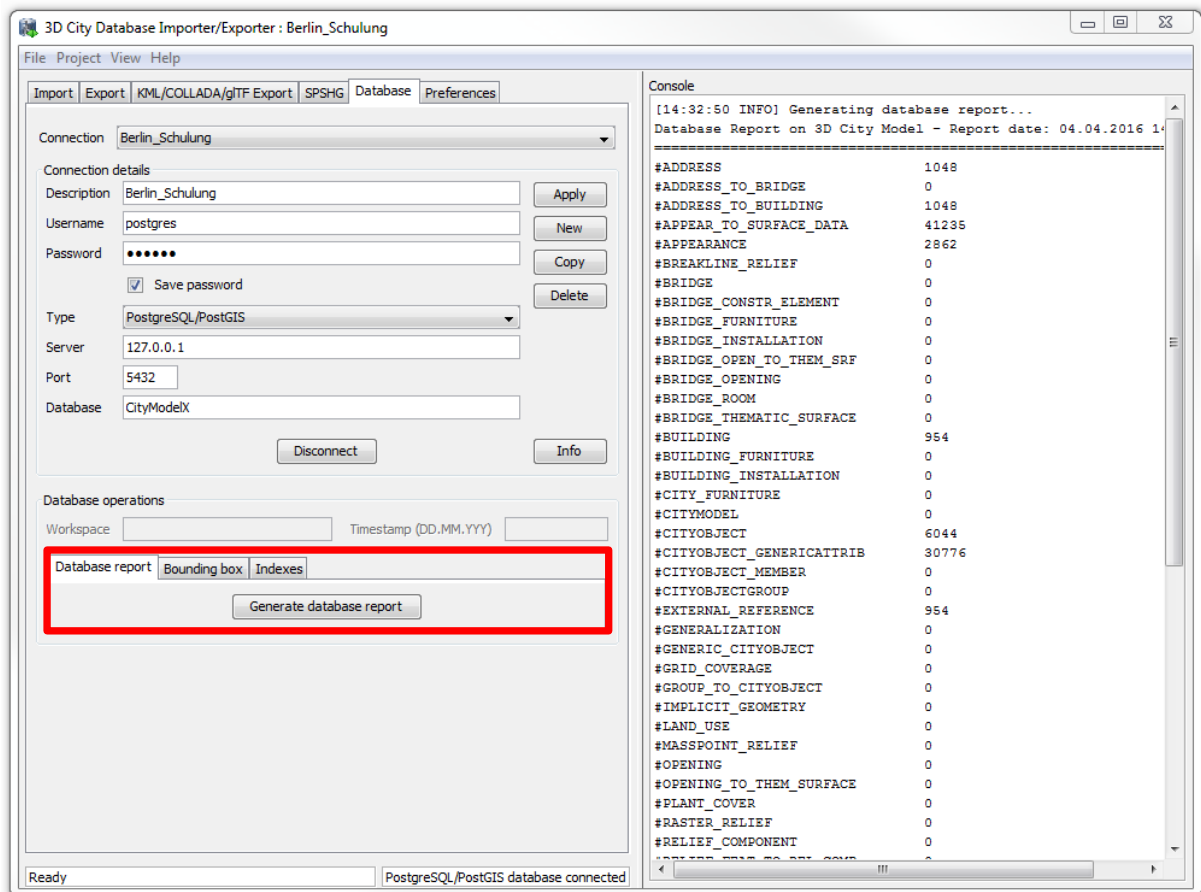 3D City Database Importer/Exporter : Berlin_Schulung
File Project View Help
Import Export KML/COLLADA/glTF Export SPSHG Database Preferences
Connection Berlin_Schulung
Connection details
Description Berlin_Schulung Apply
Username postgres New
Password ●●●●●● Copy
Save password Delete
Type PostgreSQL/PostGIS
Server 127.0.0.1
Port 5432
Database CityModelX
Disconnect Info
Database operations
Workspace Timestamp (DD.MM.YYY)
Database report Bounding box Indexes
Generate database report
Ready PostgreSQL/PostGIS database connected
Console
[14:32:50 INFO] Generating database report...
Database Report on 3D City Model - Report date: 04.04.2016 14
==============================================================
#ADDRESS 1048
#ADDRESS_TO_BRIDGE 0
#ADDRESS_TO_BUILDING 1048
#APPEAR_TO_SURFACE_DATA 41235
#APPEARANCE 2862
#BREAKLINE_RELIEF 0
#BRIDGE 0
#BRIDGE_CONSTR_ELEMENT 0
#BRIDGE_FURNITURE 0
#BRIDGE_INSTALLATION 0
#BRIDGE_OPEN_TO_THEM_SRF 0
#BRIDGE_OPENING 0
#BRIDGE_ROOM 0
#BRIDGE_THEMATIC_SURFACE 0
#BUILDING 954
#BUILDING_FURNITURE 0
#BUILDING_INSTALLATION 0
#CITY_FURNITURE 0
#CITYMODEL 0
#CITYOBJECT 6044
#CITYOBJECT_GENERICATTRIB 30776
#CITYOBJECT_MEMBER 0
#CITYOBJECTGROUP 0
#EXTERNAL_REFERENCE 954
#GENERALIZATION 0
#GENERIC_CITYOBJECT 0
#GRID_COVERAGE 0
#GROUP_TO_CITYOBJECT 0
#IMPLICIT_GEOMETRY 0
#LAND_USE 0
#MASSPOINT_RELIEF 0
#OPENING 0
#OPENING_TO_THEM_SURFACE 0
#PLANT_COVER 0
#RASTER_RELIEF 0
#RELIEF_COMPONENT 0